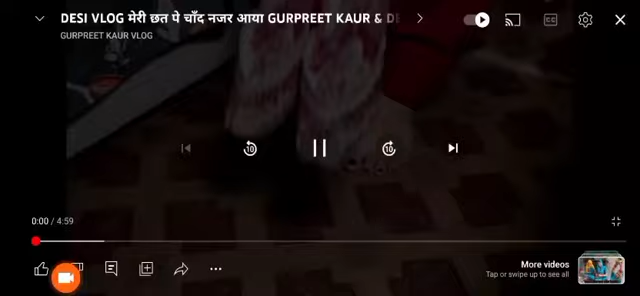 DESI VLOG मेरी छत पे चाँद नजर आया GURPREET KAUR &
GURPREET KAUR VLOG
CC
10
10
0:00 / 4:59
More videos
Tap or swipe up to see all